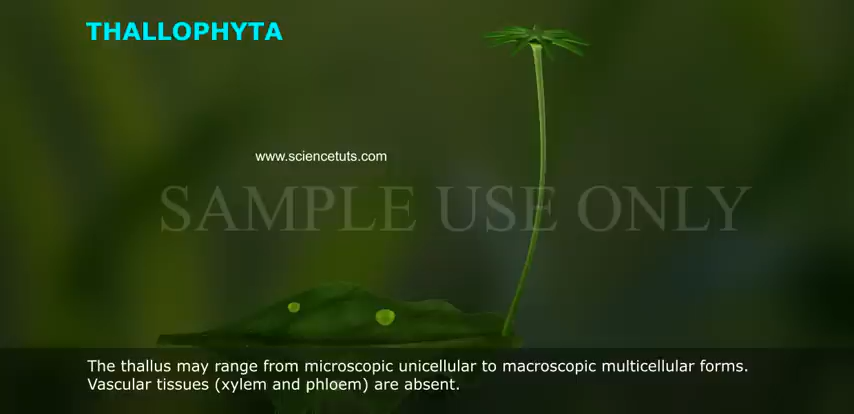 THALLOPHYTA
www.sciencetuts.com
SAMPLE USE ONLY
The thallus may range from microscopic unicellular to macroscopic multicellular forms.
Vascular tissues (xylem and phloem) are absent.